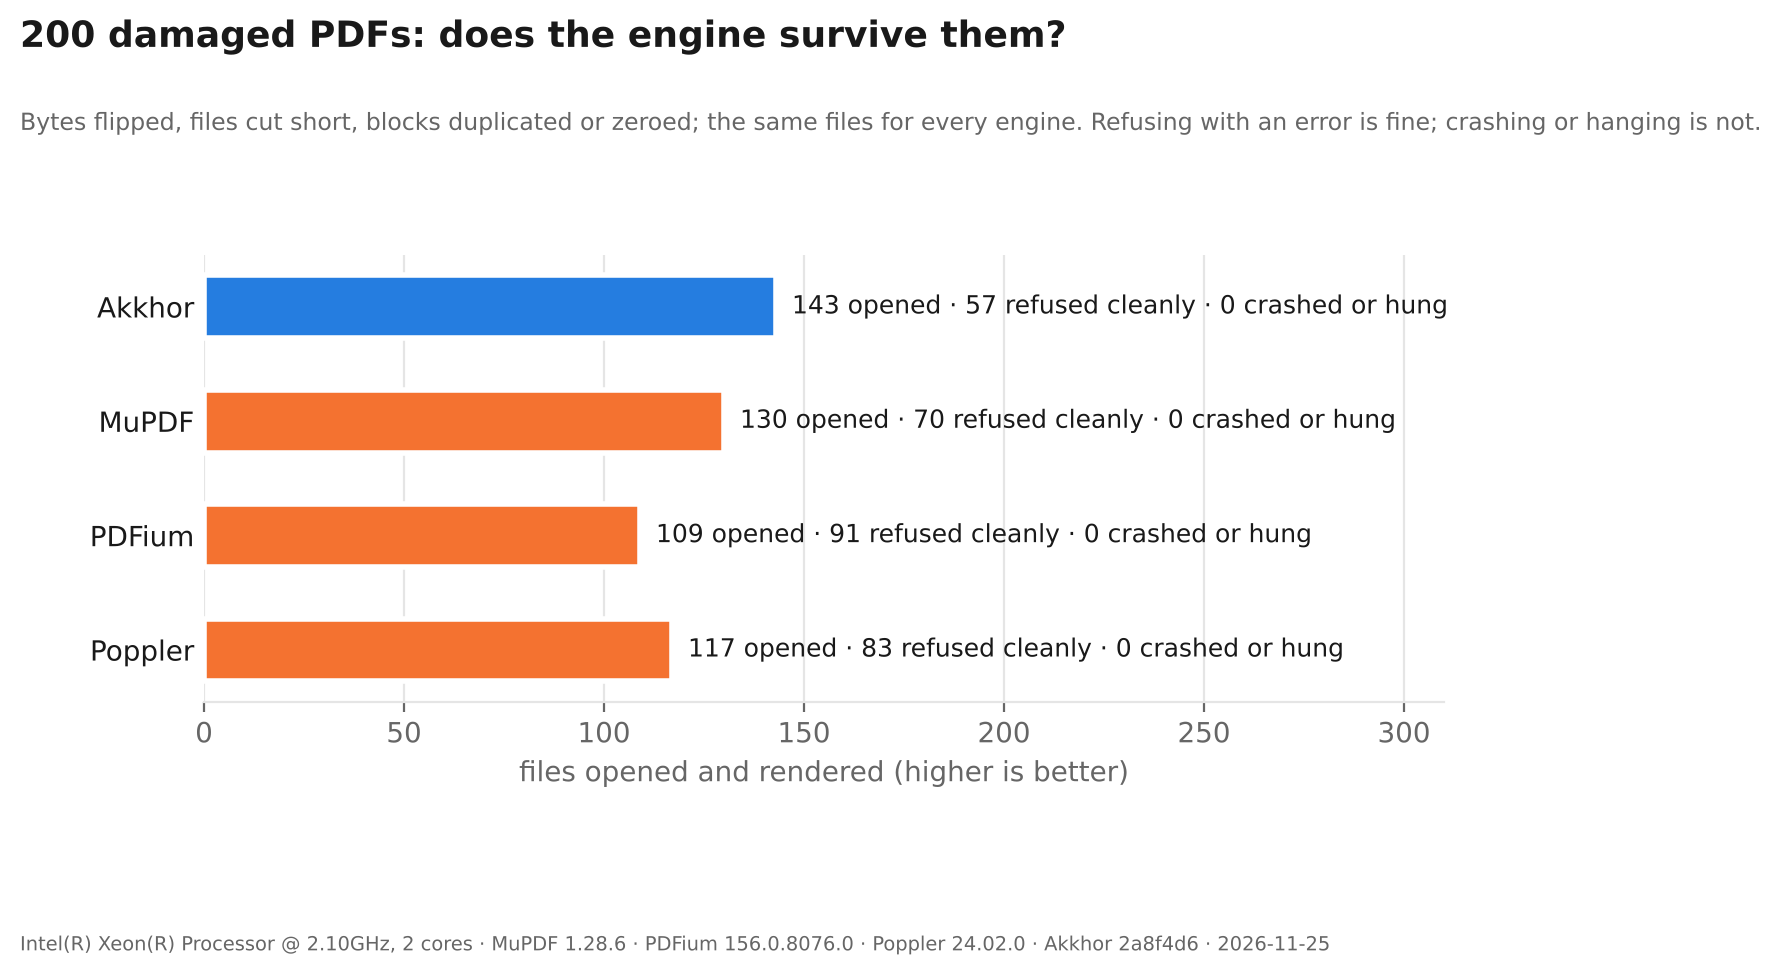 200 damaged PDFs: does the engine survive them?
Bytes flipped, files cut short, blocks duplicated or zeroed; the same files for every engine. Refusing with an error is fine; crashing or hanging is not.
Akkhor 143 opened · 57 refused cleanly · 0 crashed or hung
MuPDF 130 opened · 70 refused cleanly · 0 crashed or hung
PDFium 109 opened · 91 refused cleanly · 0 crashed or hung
Poppler 117 opened · 83 refused cleanly · 0 crashed or hung
0 50 100 150 200 250 300
files opened and rendered (higher is better)
Intel(R) Xeon(R) Processor @ 2.10GHz, 2 cores · MuPDF 1.28.6 · PDFium 156.0.8076.0 · Poppler 24.02.0 · Akkhor 2a8f4d6 · 2026-11-25